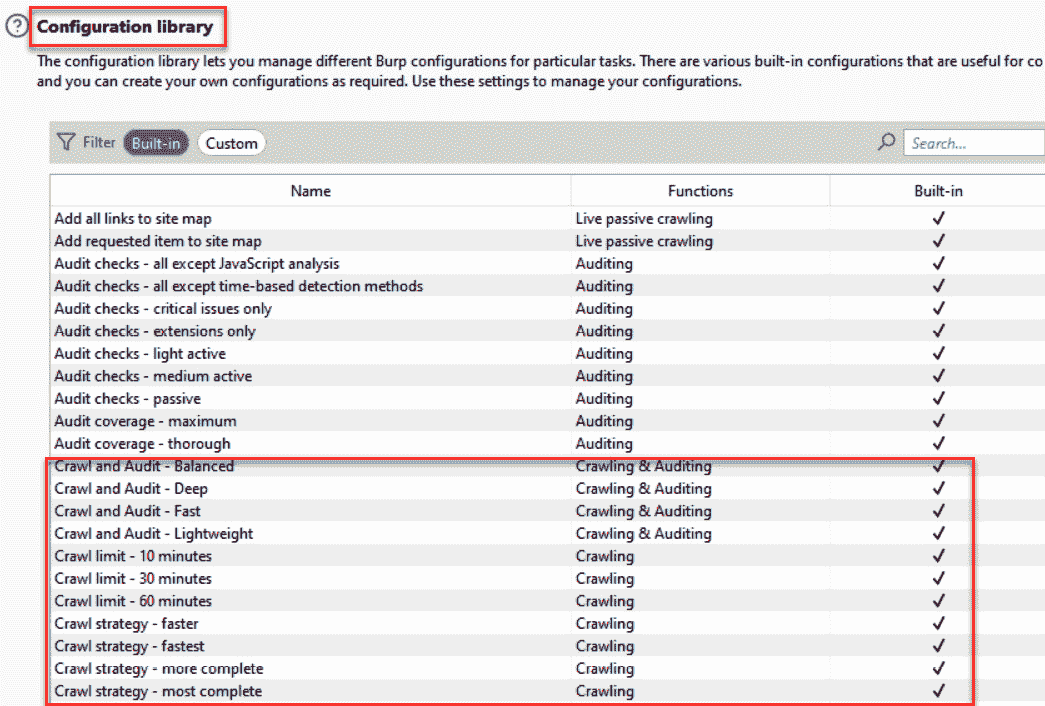 Configuration library
The configuration library lets you manage different Burp configurations for particular tasks. There are various built-in configurations that are useful for co
and you can create your own configurations as required. Use these settings to manage your configurations.
Filter Built-in Custom Search...
Name Functions Built-in
Add all links to site map Live passive crawling ✓
Add requested item to site map Live passive crawling ✓
Audit checks - all except JavaScript analysis Auditing ✓
Audit checks - all except time-based detection methods Auditing ✓
Audit checks - critical issues only Auditing ✓
Audit checks - extensions only Auditing ✓
Audit checks - light active Auditing ✓
Audit checks - medium active Auditing ✓
Audit checks - passive Auditing ✓
Audit coverage - maximum Auditing ✓
Audit coverage - thorough Auditing ✓
Crawl and Audit - Balanced Crawling & Auditing ✓
Crawl and Audit - Deep Crawling & Auditing ✓
Crawl and Audit - Fast Crawling & Auditing ✓
Crawl and Audit - Lightweight Crawling & Auditing ✓
Crawl limit - 10 minutes Crawling ✓
Crawl limit - 30 minutes Crawling ✓
Crawl limit - 60 minutes Crawling ✓
Crawl strategy - faster Crawling ✓
Crawl strategy - fastest Crawling ✓
Crawl strategy - more complete Crawling ✓
Crawl strategy - most complete Crawling ✓